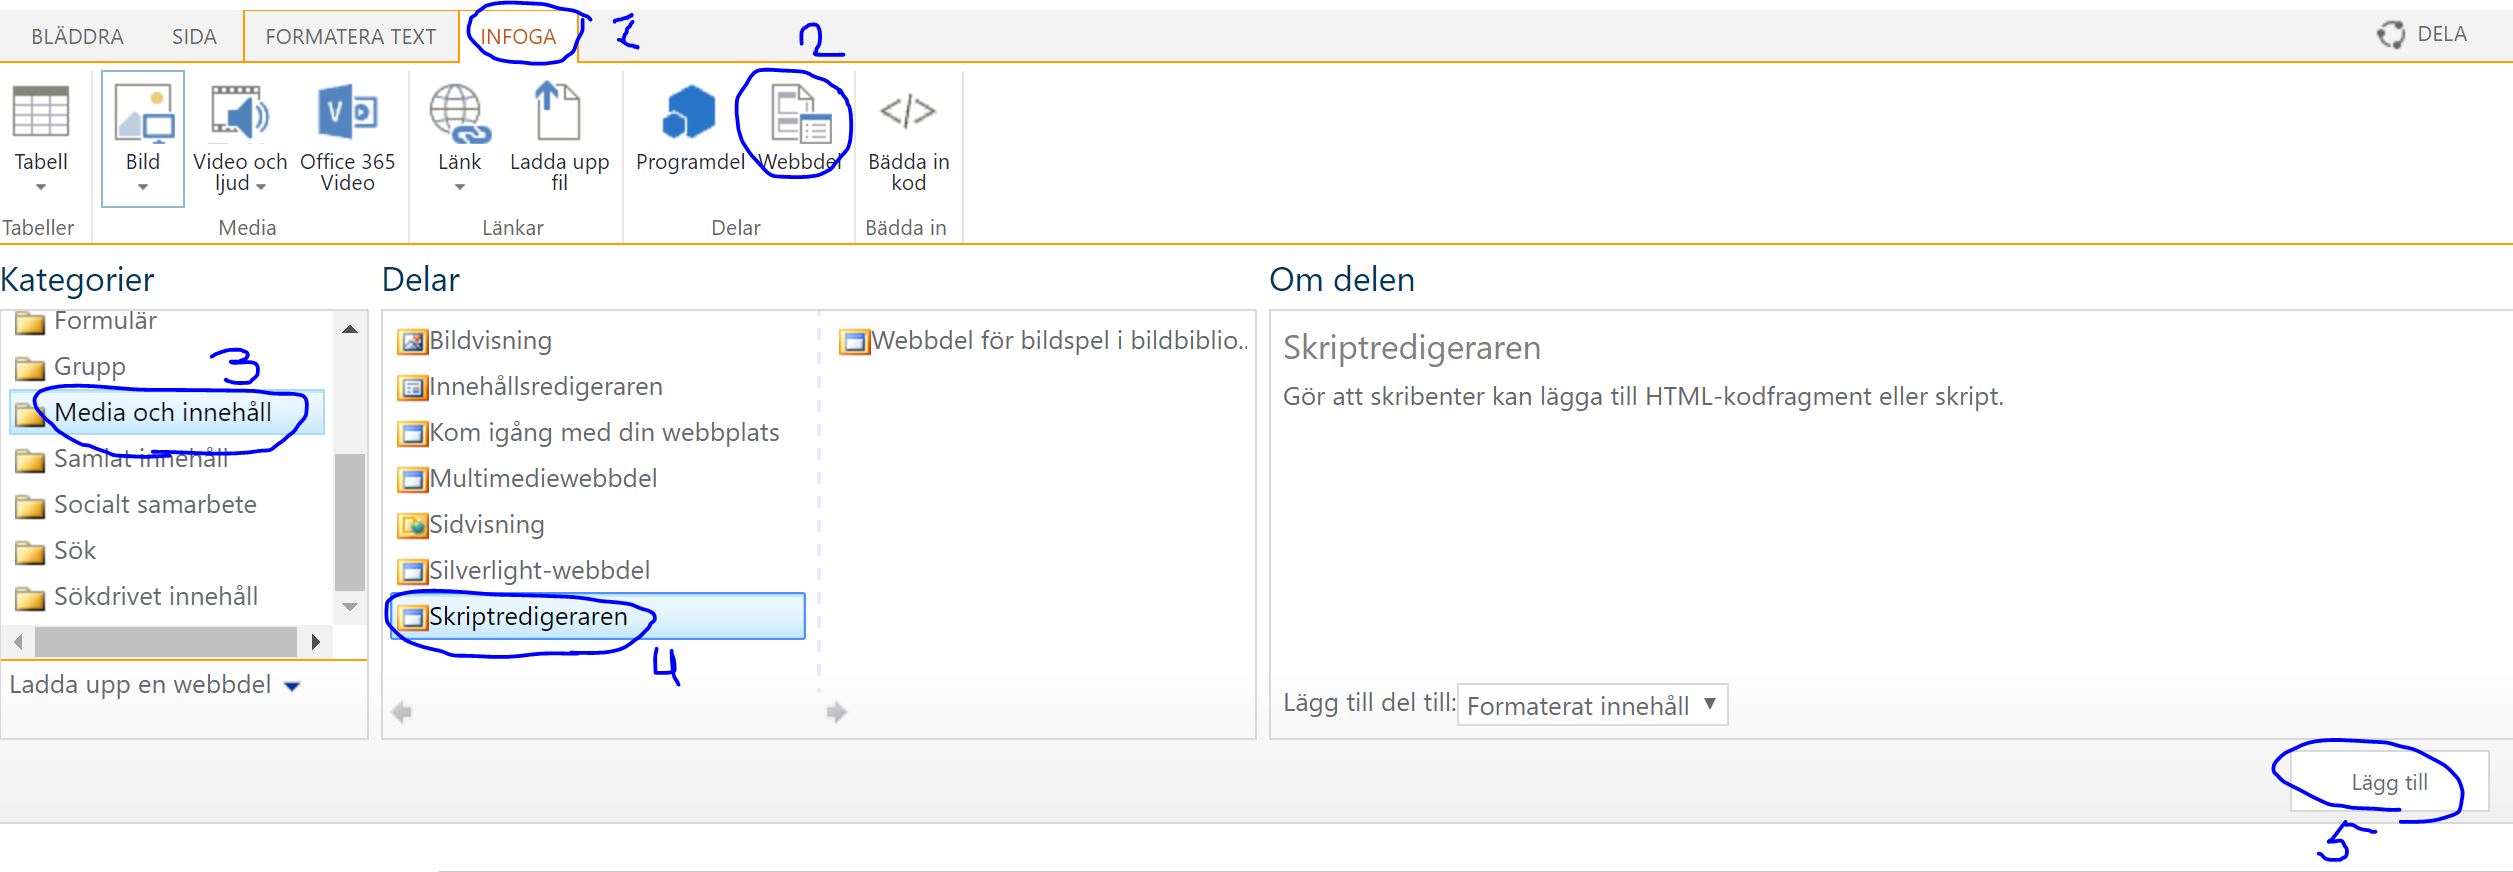 BLÄDDRA SIDA FORMATERA TEXT INFOGA 1 2 DELA
Tabell Bild Video och ljud Office 365 Video Länk Ladda upp fil Programdel Webbdel Bädda in kod
Tabeller Media Länkar Delar Bädda in
Kategorier
Formulär
Grupp
3
Media och innehåll
Samlat innehåll
Socialt samarbete
Sök
Sökdrivet innehåll
Ladda upp en webbdel
Delar
Bildvisning
Innehållsredigeraren
Kom igång med din webbplats
Multimediewebbdel
Sidvisning
Silverlight-webbdel
Skriptredigeraren
4
Webbdel för bildspel i bildbiblio..
Om delen
Skriptredigeraren
Gör att skribenter kan lägga till HTML-kodfragment eller skript.
Lägg till del till: Formaterat innehåll
Lägg till
5